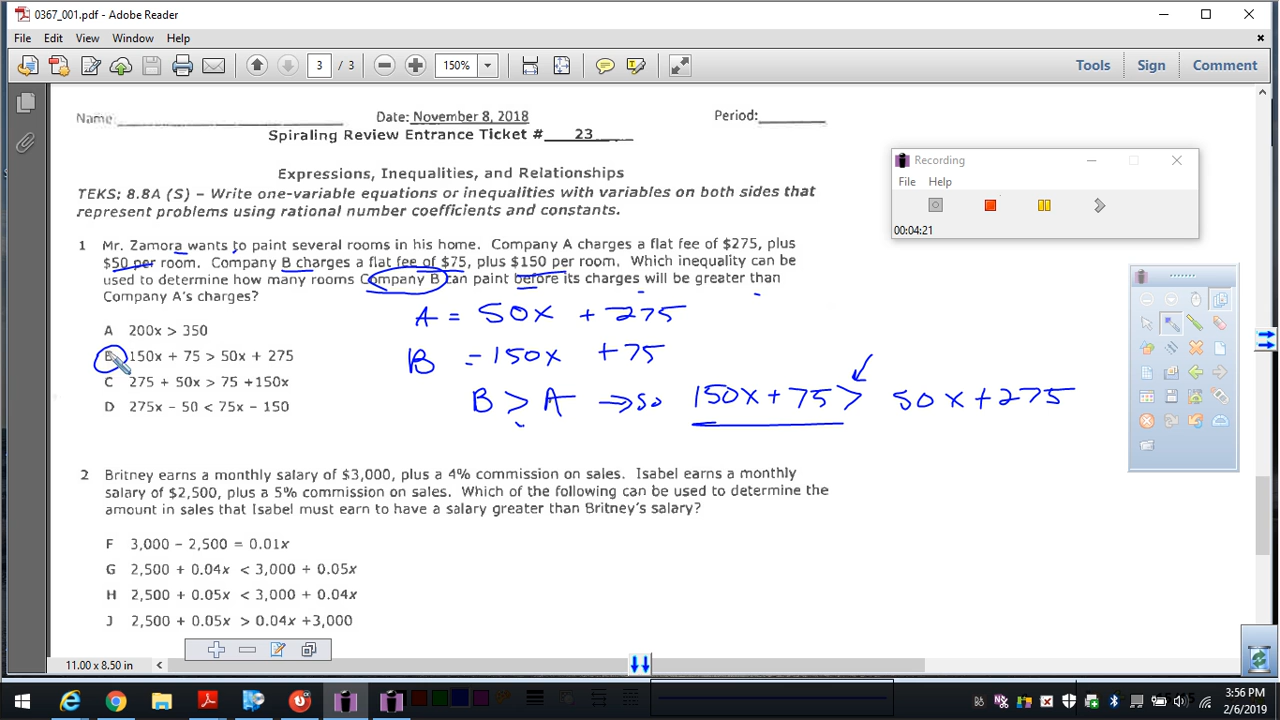 0367_001.pdf - Adobe Reader
File Edit View Window Help
3 / 3 150% Tools Sign Comment
Name: Date: November 8, 2018 Period:
Spiraling Review Entrance Ticket # 23
Expressions, Inequalities, and Relationships
TEKS: 8.8A (S) – Write one-variable equations or inequalities with variables on both sides that
represent problems using rational number coefficients and constants.
1 Mr. Zamora wants to paint several rooms in his home. Company A charges a flat fee of $275, plus
$50 per room. Company B charges a flat fee of $75, plus $150 per room. Which inequality can be
used to determine how many rooms Company B can paint before its charges will be greater than
Company A's charges?
A = 50x + 275
A 200x > 350
B 150x + 75 > 50x + 275
B = 150x + 75
C 275 + 50x > 75 +150x
D 275x – 50 < 75x – 150
B > A ⇒ so 150x + 75 > 50x + 275
2 Britney earns a monthly salary of $3,000, plus a 4% commission on sales. Isabel earns a monthly
salary of $2,500, plus a 5% commission on sales. Which of the following can be used to determine the
amount in sales that Isabel must earn to have a salary greater than Britney's salary?
F 3,000 – 2,500 = 0.01x
G 2,500 + 0.04x < 3,000 + 0.05x
H 2,500 + 0.05x < 3,000 + 0.04x
J 2,500 + 0.05x > 0.04x +3,000
11.00 x 8.50 in
Recording
File Help
00:04:21
3:56 PM
2/6/2019